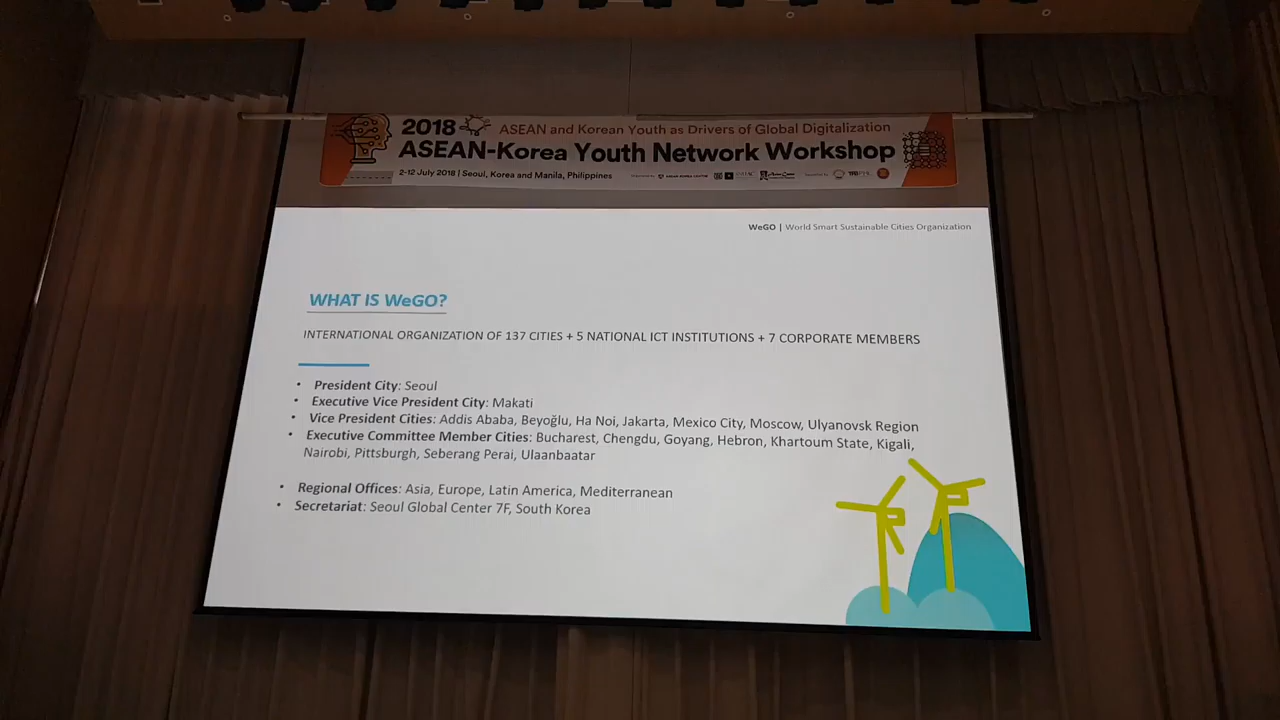 2018 ASEAN and Korean Youth as Drivers of Global Digitalization
ASEAN-Korea Youth Network Workshop
2-12 July 2018 | Seoul, Korea and Manila, Philippines
WeGO | World Smart Sustainable Cities Organization
WHAT IS WeGO?
INTERNATIONAL ORGANIZATION OF 137 CITIES + 5 NATIONAL ICT INSTITUTIONS + 7 CORPORATE MEMBERS
• President City: Seoul
• Executive Vice President City: Makati
• Vice President Cities: Addis Ababa, Beyoğlu, Ha Noi, Jakarta, Mexico City, Moscow, Ulyanovsk Region
• Executive Committee Member Cities: Bucharest, Chengdu, Goyang, Hebron, Khartoum State, Kigali,
Nairobi, Pittsburgh, Seberang Perai, Ulaanbaatar
• Regional Offices: Asia, Europe, Latin America, Mediterranean
• Secretariat: Seoul Global Center 7F, South Korea